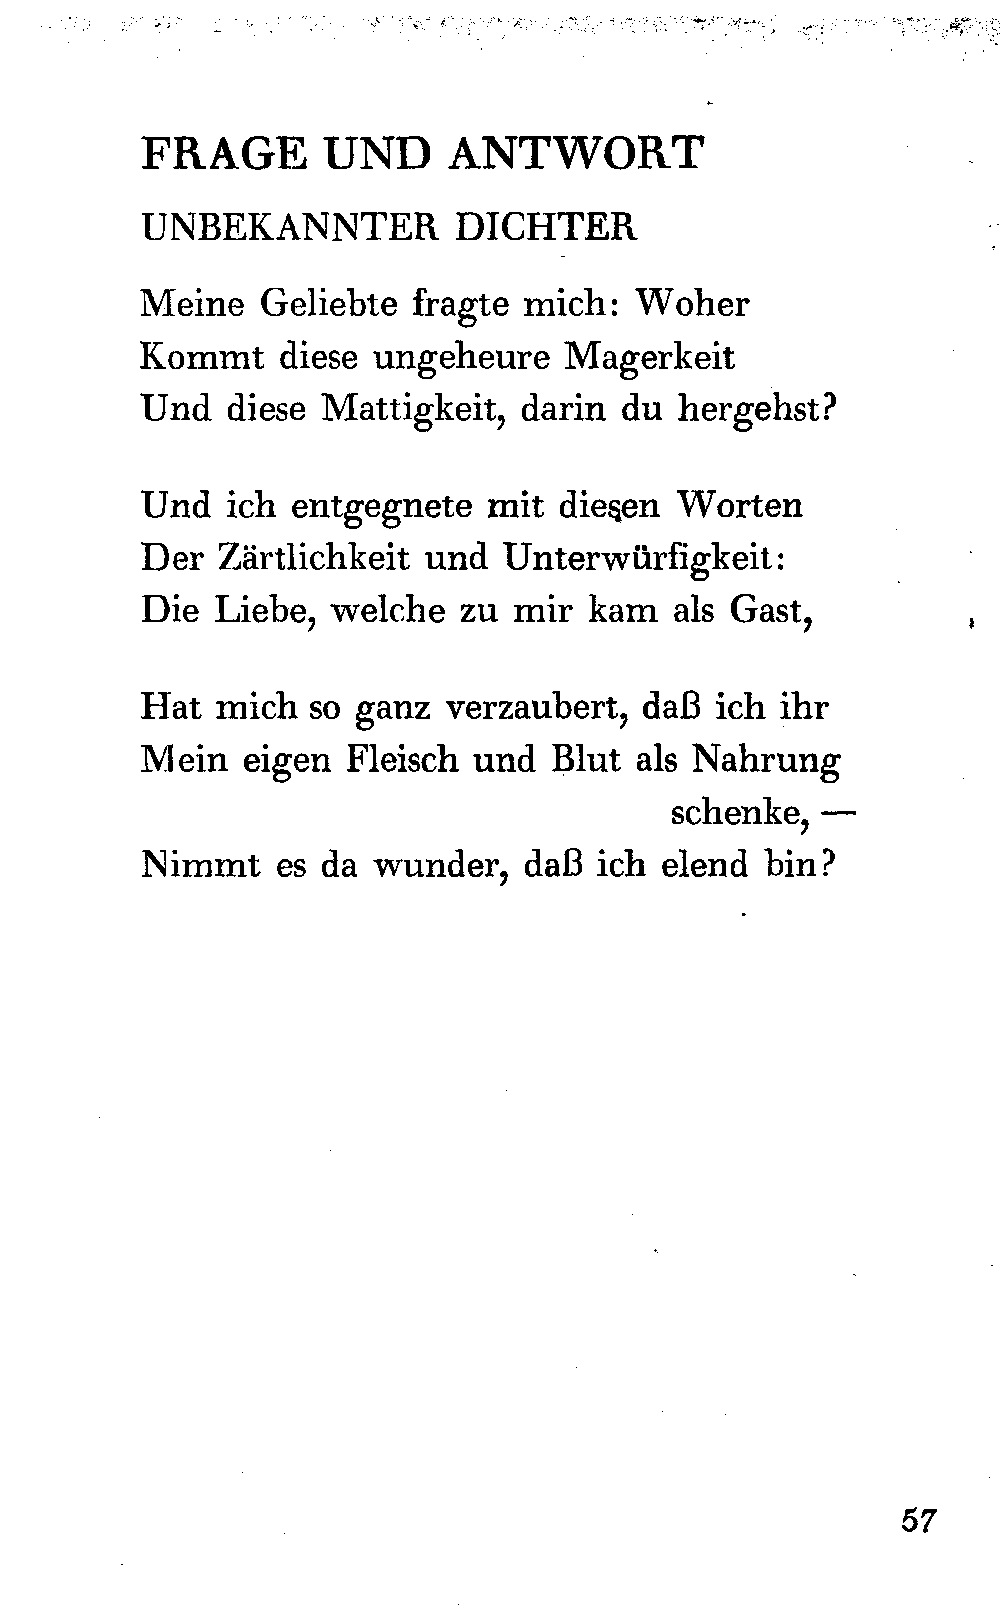 FRAGE UND ANTWORT
UNBEKANNTER DICHTER
Meine Geliebte fragte mich: Woher
Kommt diese ungeheure Magerkeit
Und diese Mattigkeit, darin du hergehst?
Und ich entgegnete mit diesen Worten
Der Zärtlichkeit und Unterwürfigkeit:
Die Liebe, welche zu mir kam als Gast,
Hat mich so ganz verzaubert, daß ich ihr
Mein eigen Fleisch und Blut als Nahrung
schenke, —
Nimmt es da wunder, daß ich elend bin?
57